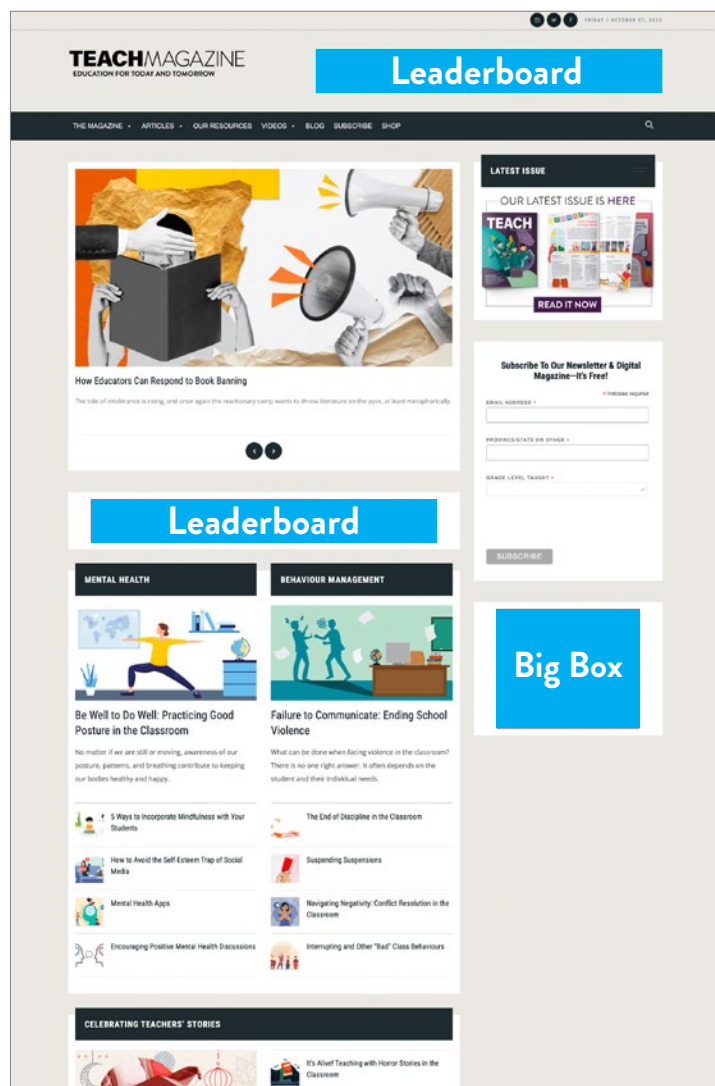 FRIDAY > OCTOBER 07, 2022
TEACHMAGAZINE
EDUCATION FOR TODAY AND TOMORROW
Leaderboard
THE MAGAZINE
ARTICLES
OUR RESOURCES
VIDEOS
BLOG
SUBSCRIBE
SHOP
How Educators Can Respond to Book Banning
The tide of intolerance is rising, and once again the reactionary camp wants to throw literature on the pyre, at least metaphorically.
LATEST ISSUE
OUR LATEST ISSUE IS HERE
TEACH
READ IT NOW
Subscribe To Our Newsletter & Digital
Magazine—It's Free!
* indicates required
EMAIL ADDRESS *
PROVINCE/STATE OR OTHER *
GRADE LEVEL TAUGHT *
SUBSCRIBE
Leaderboard
Big Box
MENTAL HEALTH
Be Well to Do Well: Practicing Good
Posture in the Classroom
No matter if we are still or moving, awareness of our
posture, patterns, and breathing contribute to keeping
our bodies healthy and happy.
5 Ways to Incorporate Mindfulness with Your
Students
How to Avoid the Self-Esteem Trap of Social
Media
Mental Health Apps
Encouraging Positive Mental Health Discussions
BEHAVIOUR MANAGEMENT
Failure to Communicate: Ending School
Violence
What can be done when facing violence in the classroom?
There is no one right answer. It often depends on the
student and their individual needs.
The End of Discipline in the Classroom
Suspending Suspensions
Navigating Negativity: Conflict Resolution in the
Classroom
Interrupting and Other "Bad" Class Behaviours
CELEBRATING TEACHERS' STORIES
It's Alive! Teaching with Horror Stories in the
Classroom